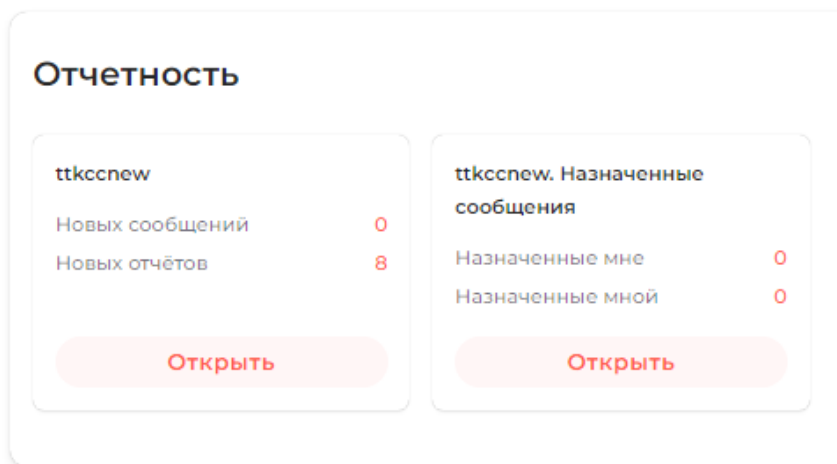 Отчетность
ttkccnew
Новых сообщений 0
Новых отчётов 8
Открыть
ttkccnew. Назначенные
сообщения
Назначенные мне 0
Назначенные мной 0
Открыть